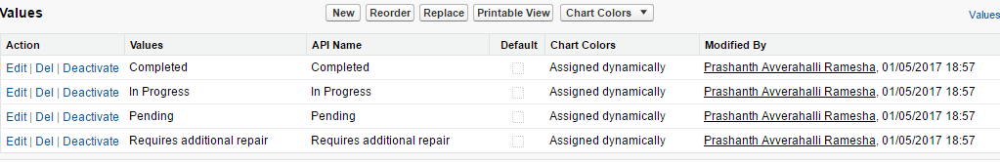 Values New Reorder Replace Printable View Chart Colors Values
Action Values API Name Default Chart Colors Modified By
Edit | Del | Deactivate Completed Completed Assigned dynamically Prashanth Avverahalli Ramesha, 01/05/2017 18:57
Edit | Del | Deactivate In Progress In Progress Assigned dynamically Prashanth Avverahalli Ramesha, 01/05/2017 18:57
Edit | Del | Deactivate Pending Pending Assigned dynamically Prashanth Avverahalli Ramesha, 01/05/2017 18:57
Edit | Del | Deactivate Requires additional repair Requires additional repair Assigned dynamically Prashanth Avverahalli Ramesha, 01/05/2017 18:57